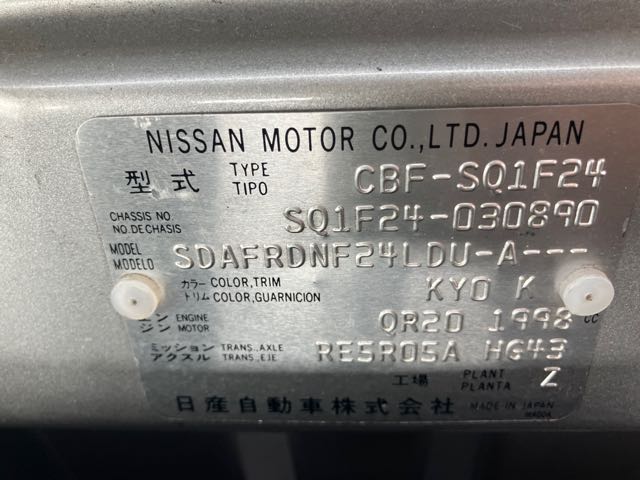 NISSAN MOTOR CO.,LTD. JAPAN
型式 TYPE TIPO CBF-SQ1F24
CHASSIS NO. NO.DE CHASIS SQ1F24-030890
MODEL MODELO SDAFRDNF24LDU-A---
カラー COLOR,TRIM トリム COLOR,GUARNICION KY0 K
エンジン ENGINE MOTOR QR20 1998 CC
ミッション TRANS.,AXLE アクスル TRANS.,EJE RE5R05A HG43
工場 PLANT PLANTA Z
日産自動車株式会社 MADE IN JAPAN